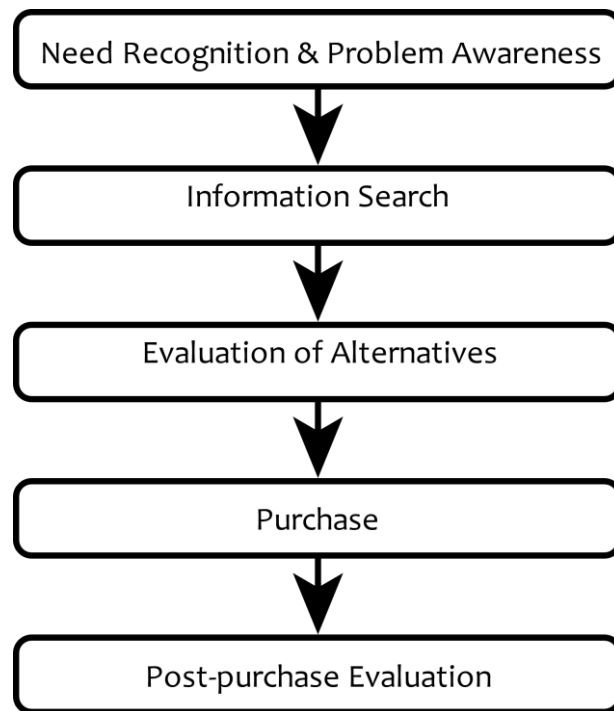 Need Recognition & Problem Awareness
Information Search
Evaluation of Alternatives
Purchase
Post-purchase Evaluation